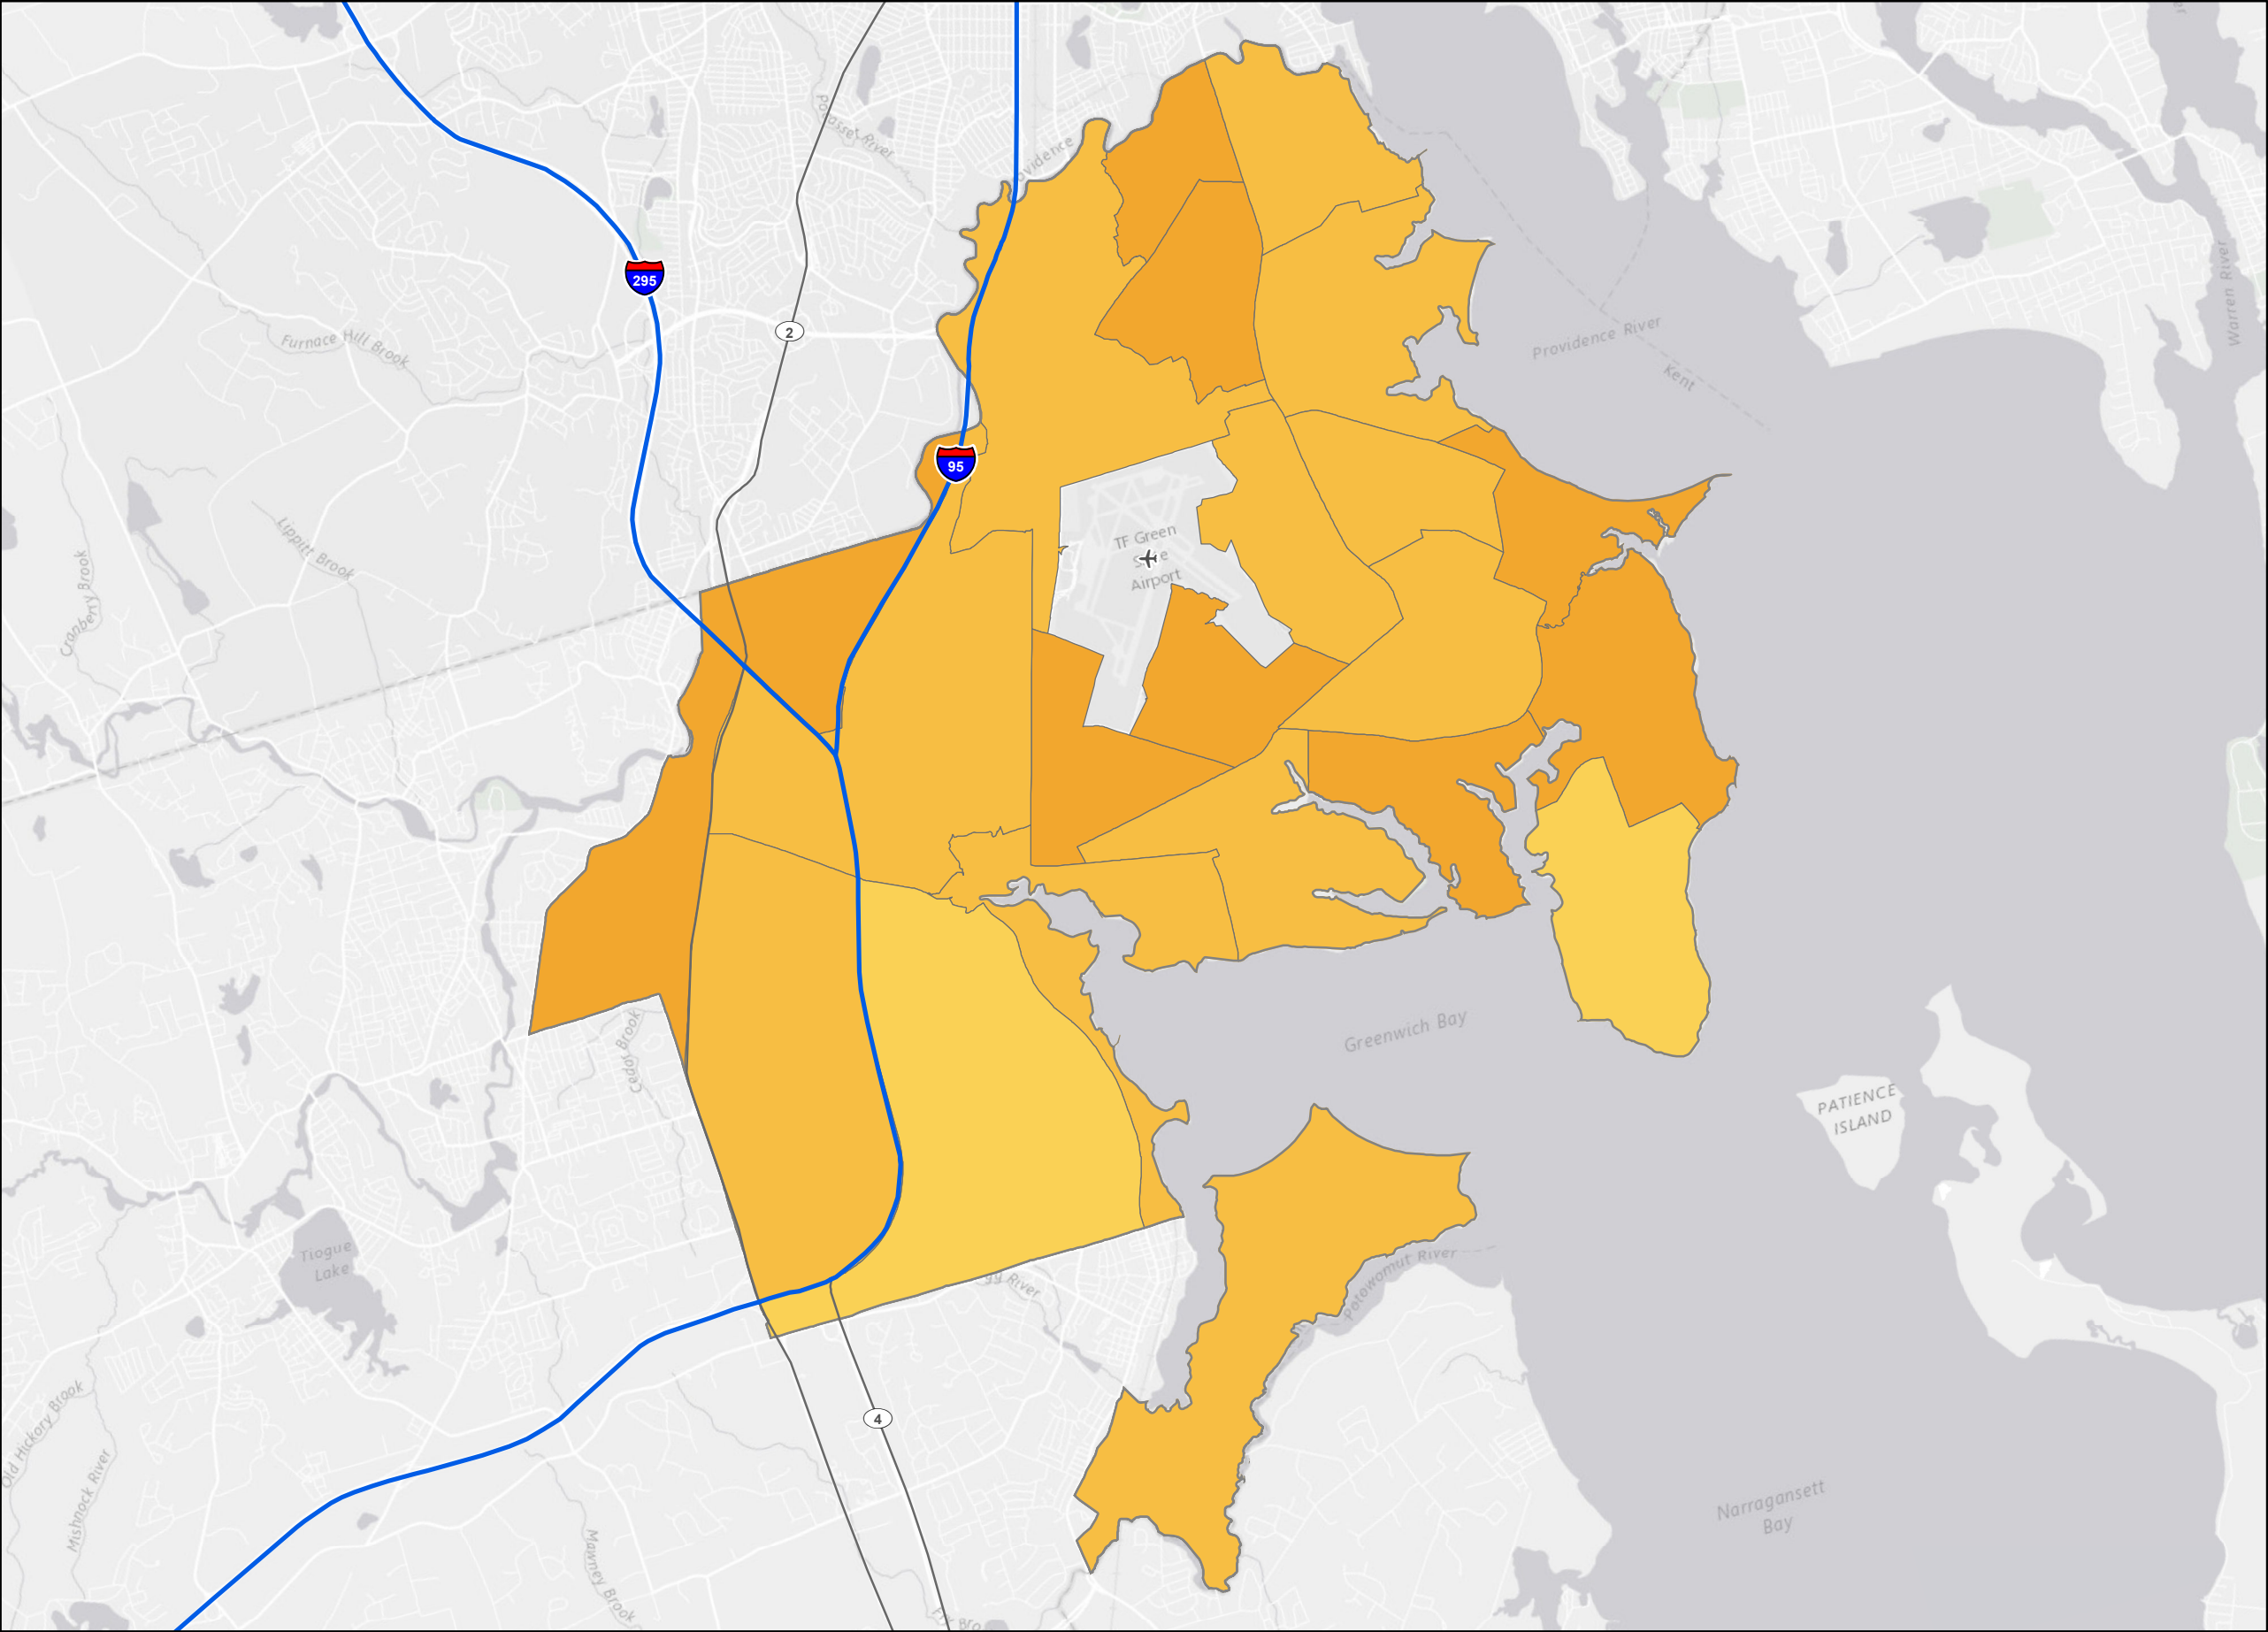 Furnace Hill Brook
295
2
95
Providence River
Kent
Warren River
Lippitt Brook
Cranberry Brook
TF Green
Airport
Cedar Brook
Greenwich Bay
PATIENCE
ISLAND
Tiogue
Lake
Potowomut River
River
Old Hickory Brook
Mishnock River
4
Mawney Brook
Narragansett
Bay